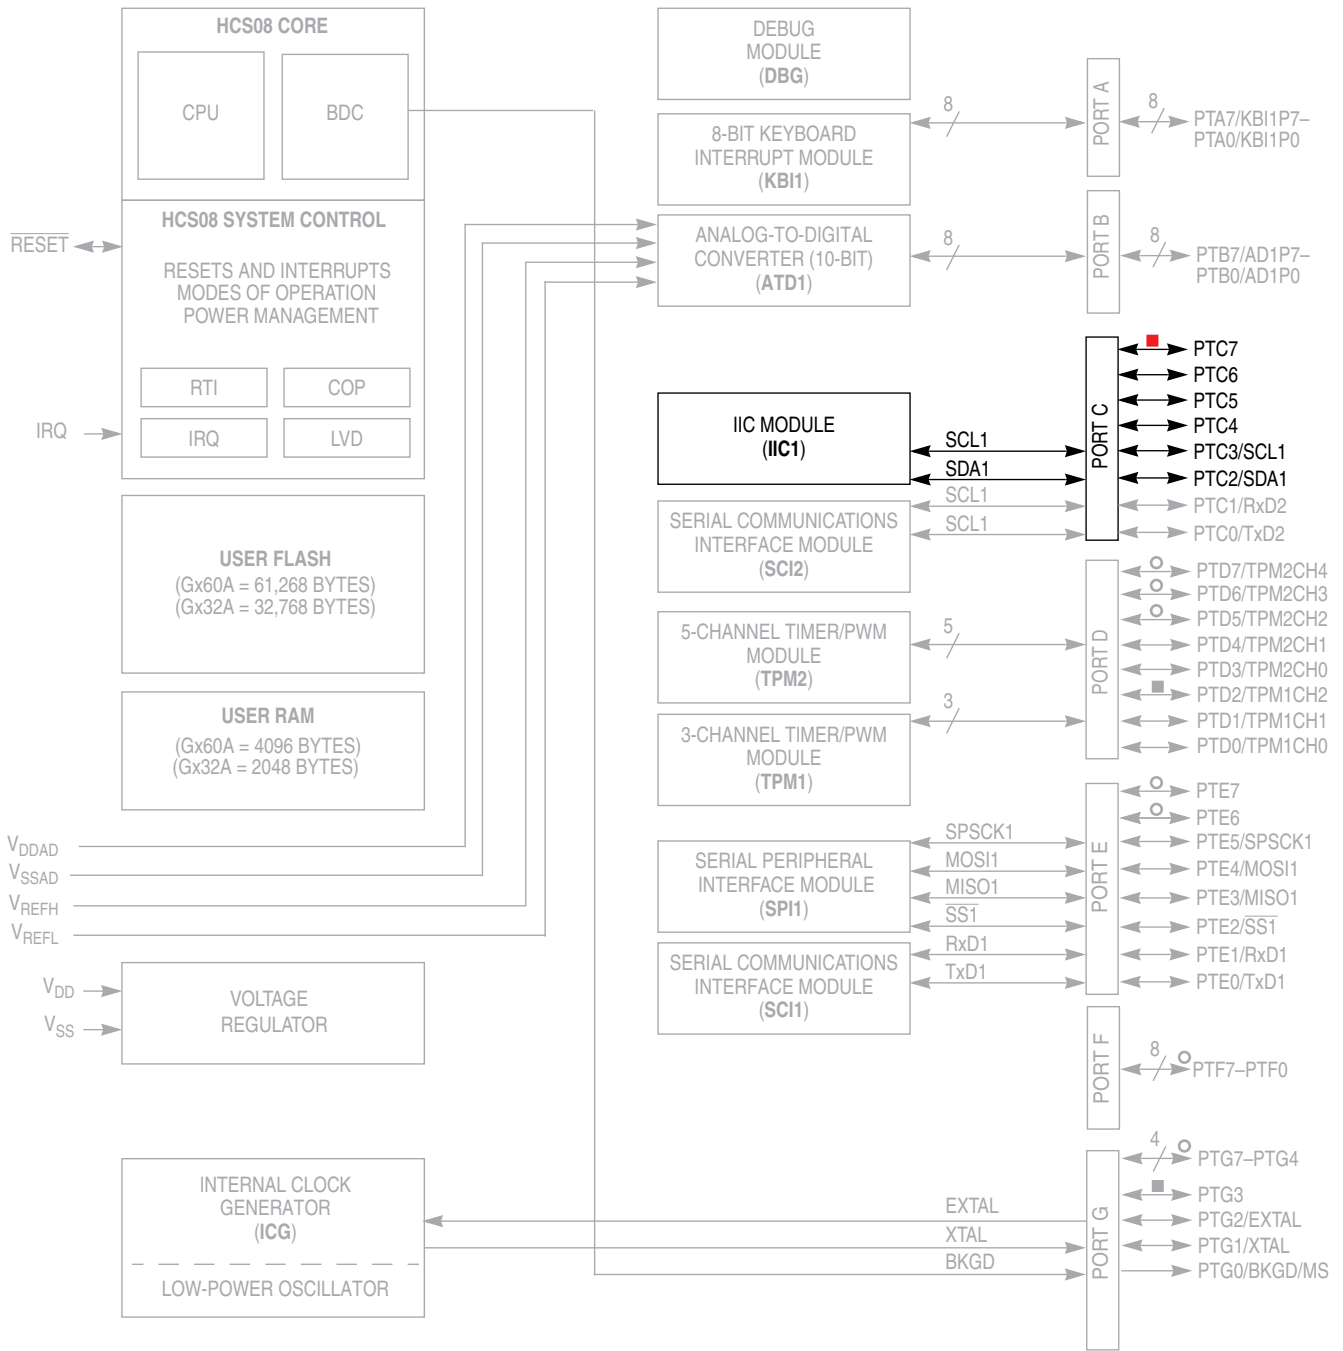 HCS08 CORE
CPU
BDC
HCS08 SYSTEM CONTROL
RESETS AND INTERRUPTS
MODES OF OPERATION
POWER MANAGEMENT
RTI
COP
IRQ
LVD
RESET
IRQ
USER FLASH
(Gx60A = 61,268 BYTES)
(Gx32A = 32,768 BYTES)
USER RAM
(Gx60A = 4096 BYTES)
(Gx32A = 2048 BYTES)
VDDAD
VSSAD
VREFH
VREFL
VDD
VSS
VOLTAGE
REGULATOR
INTERNAL CLOCK
GENERATOR
(ICG)
LOW-POWER OSCILLATOR
DEBUG
MODULE
(DBG)
8-BIT KEYBOARD
INTERRUPT MODULE
(KBI1)
8
PORT A
8
PTA7/KBI1P7–
PTA0/KBI1P0
ANALOG-TO-DIGITAL
CONVERTER (10-BIT)
(ATD1)
8
PORT B
8
PTB7/AD1P7–
PTB0/AD1P0
IIC MODULE
(IIC1)
SCL1
SDA1
SERIAL COMMUNICATIONS
INTERFACE MODULE
(SCI2)
SCL1
SCL1
PORT C
PTC7
PTC6
PTC5
PTC4
PTC3/SCL1
PTC2/SDA1
PTC1/RxD2
PTC0/TxD2
5-CHANNEL TIMER/PWM
MODULE
(TPM2)
5
3-CHANNEL TIMER/PWM
MODULE
(TPM1)
3
PORT D
PTD7/TPM2CH4
PTD6/TPM2CH3
PTD5/TPM2CH2
PTD4/TPM2CH1
PTD3/TPM2CH0
PTD2/TPM1CH2
PTD1/TPM1CH1
PTD0/TPM1CH0
SERIAL PERIPHERAL
INTERFACE MODULE
(SPI1)
SPSCK1
MOSI1
MISO1
SS1
SERIAL COMMUNICATIONS
INTERFACE MODULE
(SCI1)
RxD1
TxD1
PORT E
PTE7
PTE6
PTE5/SPSCK1
PTE4/MOSI1
PTE3/MISO1
PTE2/SS1
PTE1/RxD1
PTE0/TxD1
PORT F
8
PTF7–PTF0
EXTAL
XTAL
BKGD
PORT G
4
PTG7–PTG4
PTG3
PTG2/EXTAL
PTG1/XTAL
PTG0/BKGD/MS